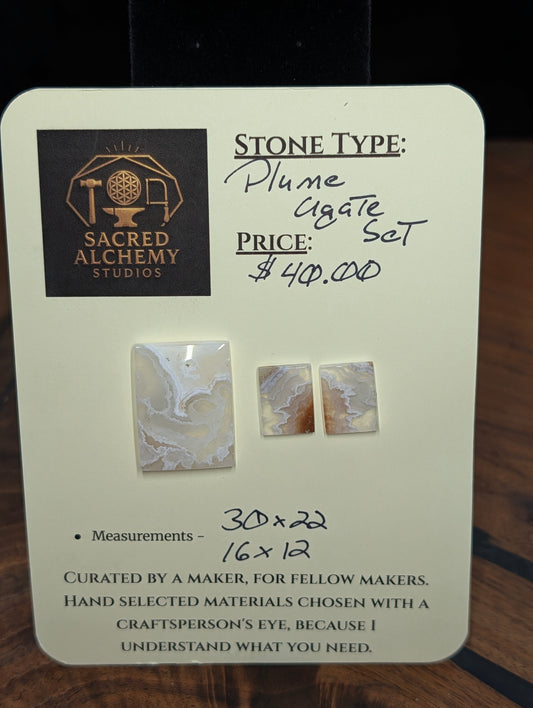 SACRED
ALCHEMY
STUDIOS
STONE TYPE:
Plume
agate
Set
PRICE:
$40.00
• Measurements - 30x22
16x12
CURATED BY A MAKER, FOR FELLOW MAKERS.
HAND SELECTED MATERIALS CHOSEN WITH A
CRAFTSPERSON'S EYE, BECAUSE I
UNDERSTAND WHAT YOU NEED.